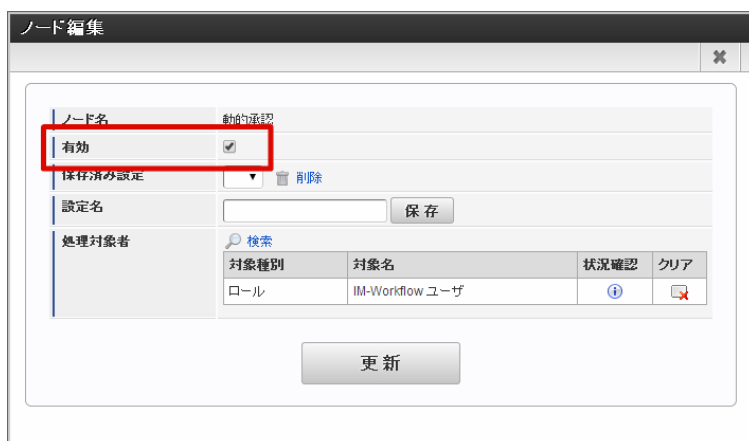 ノード編集
ノード名 動的承認
有効
保存済み設定 削除
設定名 保存
処理対象者 検索
対象種別 対象名 状況確認 クリア
ロール IM-Workflow ユーザ
更新